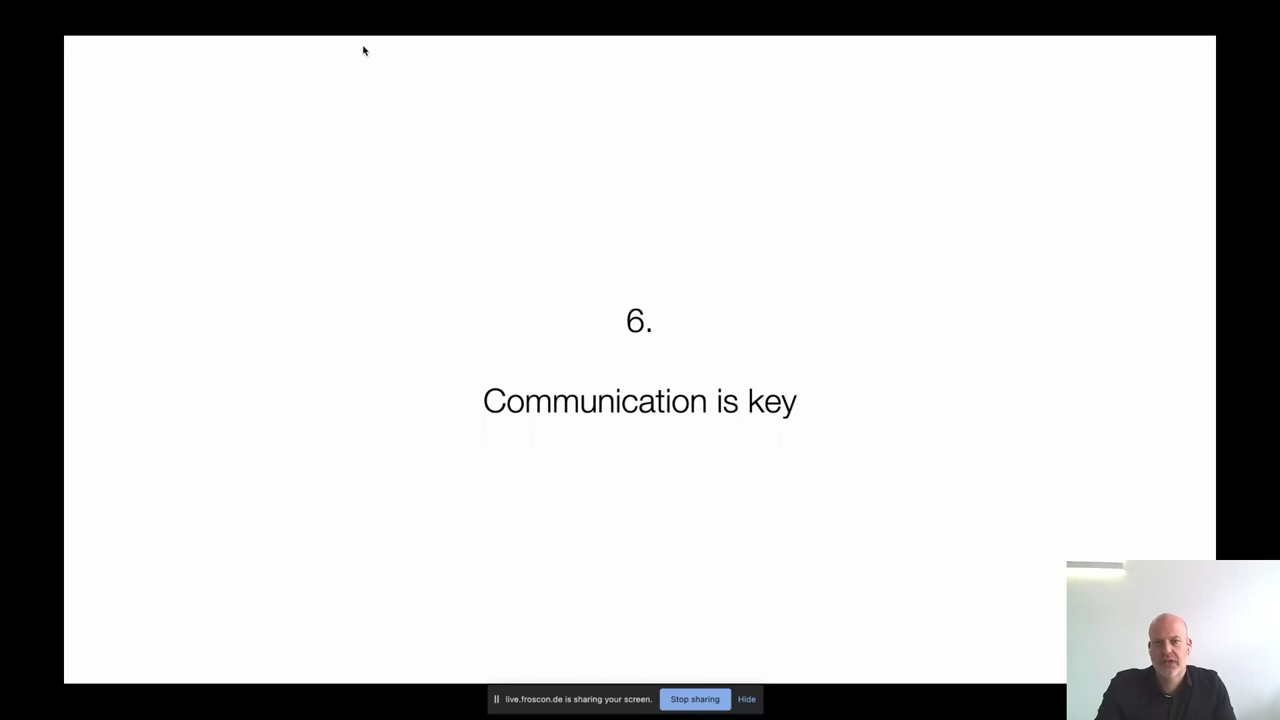 6.
Communication is key
live.froscon.de is sharing your screen. Stop sharing Hide